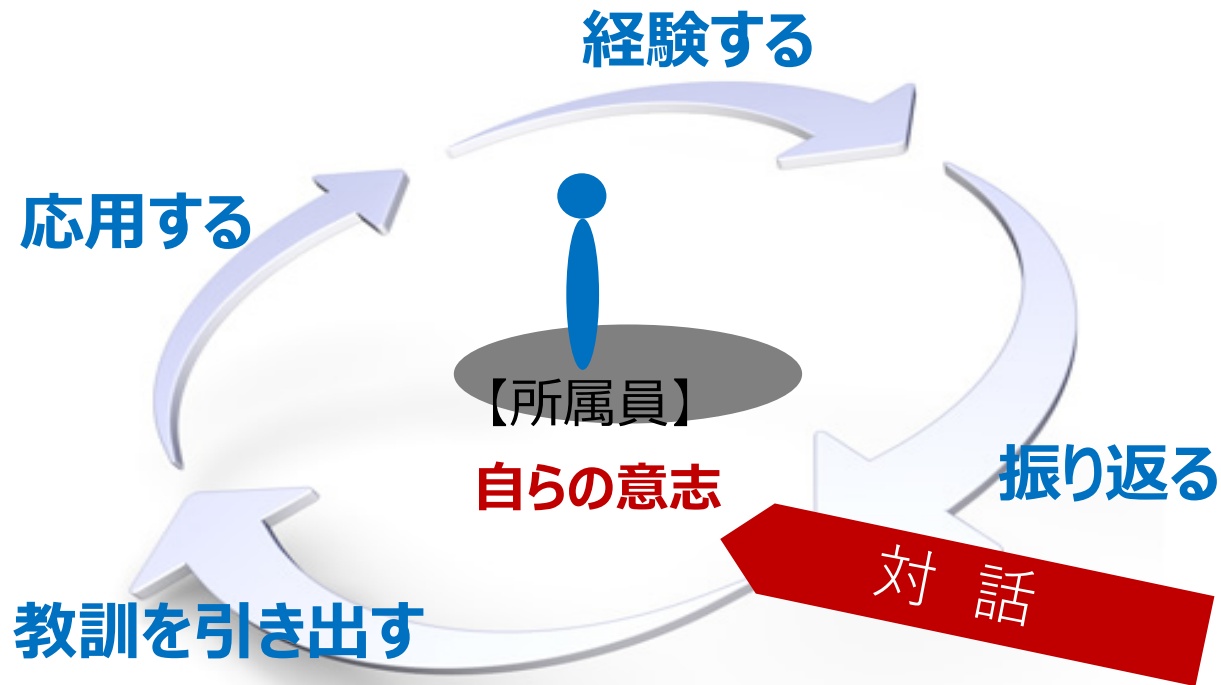 経験する
応用する
【所属員】
自らの意志
振り返る
対 話
教訓を引き出す